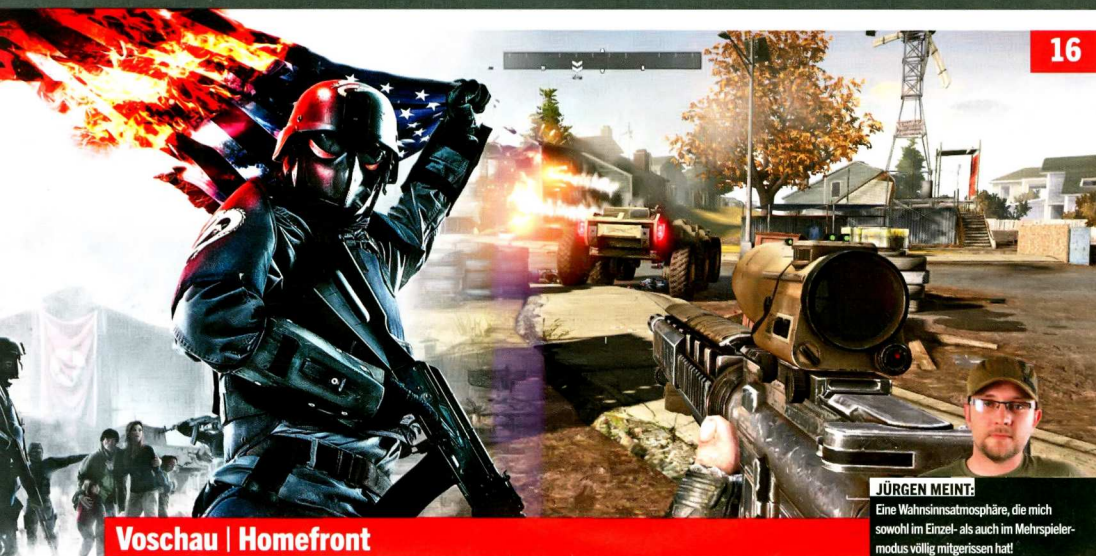 16
JÜRGEN MEINT:
Eine Wahnsinnsatmosphäre, die mich
sowohl im Einzel- als auch im Mehrspieler-
modus völlig mitgerissen hat!
Voschau | Homefront